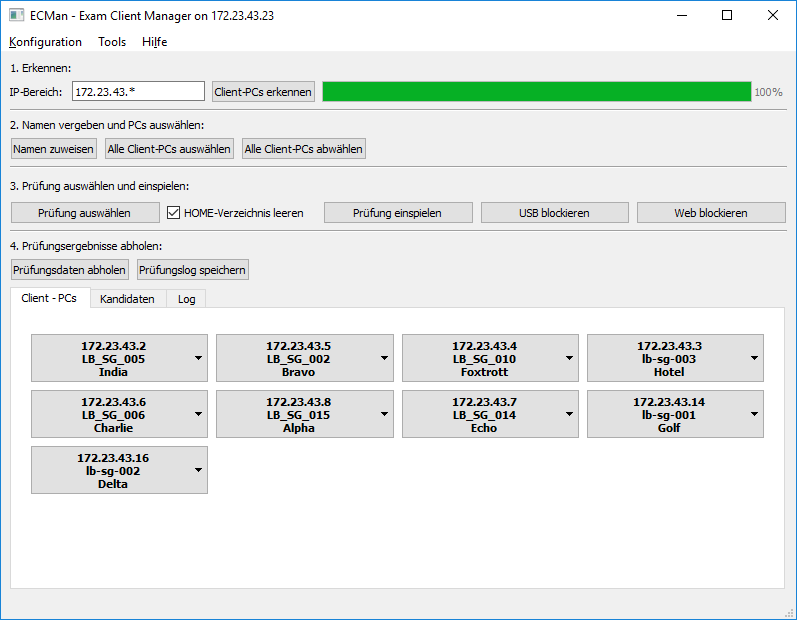 ECMan - Exam Client Manager on 172.23.43.23
Konfiguration Tools Hilfe
1. Erkennen:
IP-Bereich: 172.23.43.* Client-PCs erkennen 100%
2. Namen vergeben und PCs auswählen:
Namen zuweisen Alle Client-PCs auswählen Alle Client-PCs abwählen
3. Prüfung auswählen und einspielen:
Prüfung auswählen HOME-Verzeichnis leeren Prüfung einspielen USB blockieren Web blockieren
4. Prüfungsergebnisse abholen:
Prüfungsdaten abholen Prüfungslog speichern
Client - PCs Kandidaten Log
172.23.43.2
LB_SG_005
India
172.23.43.5
LB_SG_002
Bravo
172.23.43.4
LB_SG_010
Foxtrott
172.23.43.3
lb-sg-003
Hotel
172.23.43.6
LB_SG_006
Charlie
172.23.43.8
LB_SG_015
Alpha
172.23.43.7
LB_SG_014
Echo
172.23.43.14
lb-sg-001
Golf
172.23.43.16
lb-sg-002
Delta